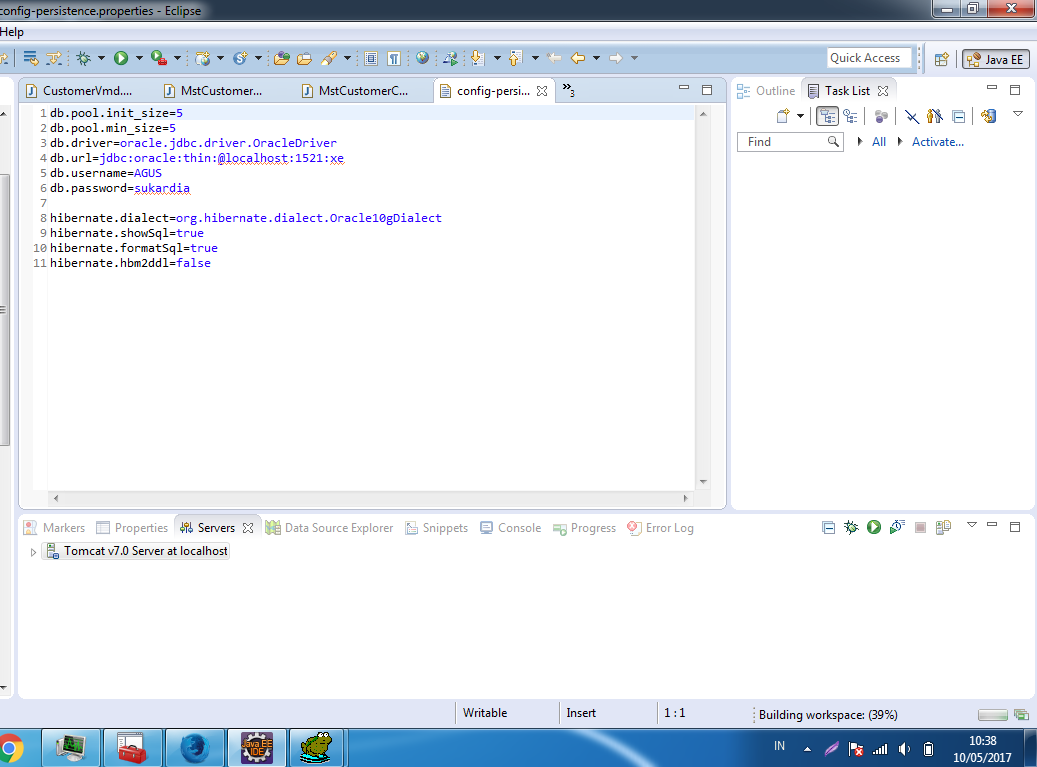 config-persistence.properties - Eclipse
Help
Quick Access
Java EE
CustomerVmd....
MstCustomer...
MstCustomerC...
config-persi...
»3
Outline
Task List
1 db.pool.init_size=5
2 db.pool.min_size=5
3 db.driver=oracle.jdbc.driver.OracleDriver
4 db.url=jdbc:oracle:thin:@localhost:1521:xe
5 db.username=AGUS
6 db.password=sukardia
7
8 hibernate.dialect=org.hibernate.dialect.Oracle10gDialect
9 hibernate.showSql=true
10 hibernate.formatSql=true
11 hibernate.hbm2ddl=false
Find
All
Activate...
Markers
Properties
Servers
Data Source Explorer
Snippets
Console
Progress
Error Log
Tomcat v7.0 Server at localhost
Writable
Insert
1 : 1
Building workspace: (39%)
Java EE
IDE
IN
10:38
10/05/2017